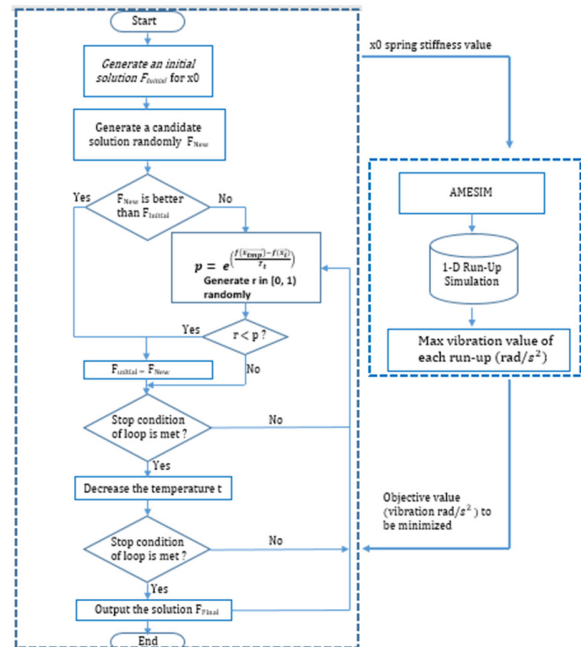 Start
Generate an initial
solution F_Initial for x0
Generate a candidate
solution randomly F_New
F_New is better
than F_Initial
Yes
No
p = e^((f(x_tmp)−f(x_i))/r_t)
Generate r in [0, 1)
randomly
r < p ?
Yes
No
F_initial = F_New
Stop condition
of loop is met ?
No
Yes
Decrease the temperature t
Stop condition
of loop is met ?
No
Yes
Output the solution F_Final
End
x0 spring stiffness value
AMESIM
1-D Run-Up
Simulation
Max vibration value of
each run-up (rad/s²)
Objective value
(vibration rad/s² ) to
be minimized